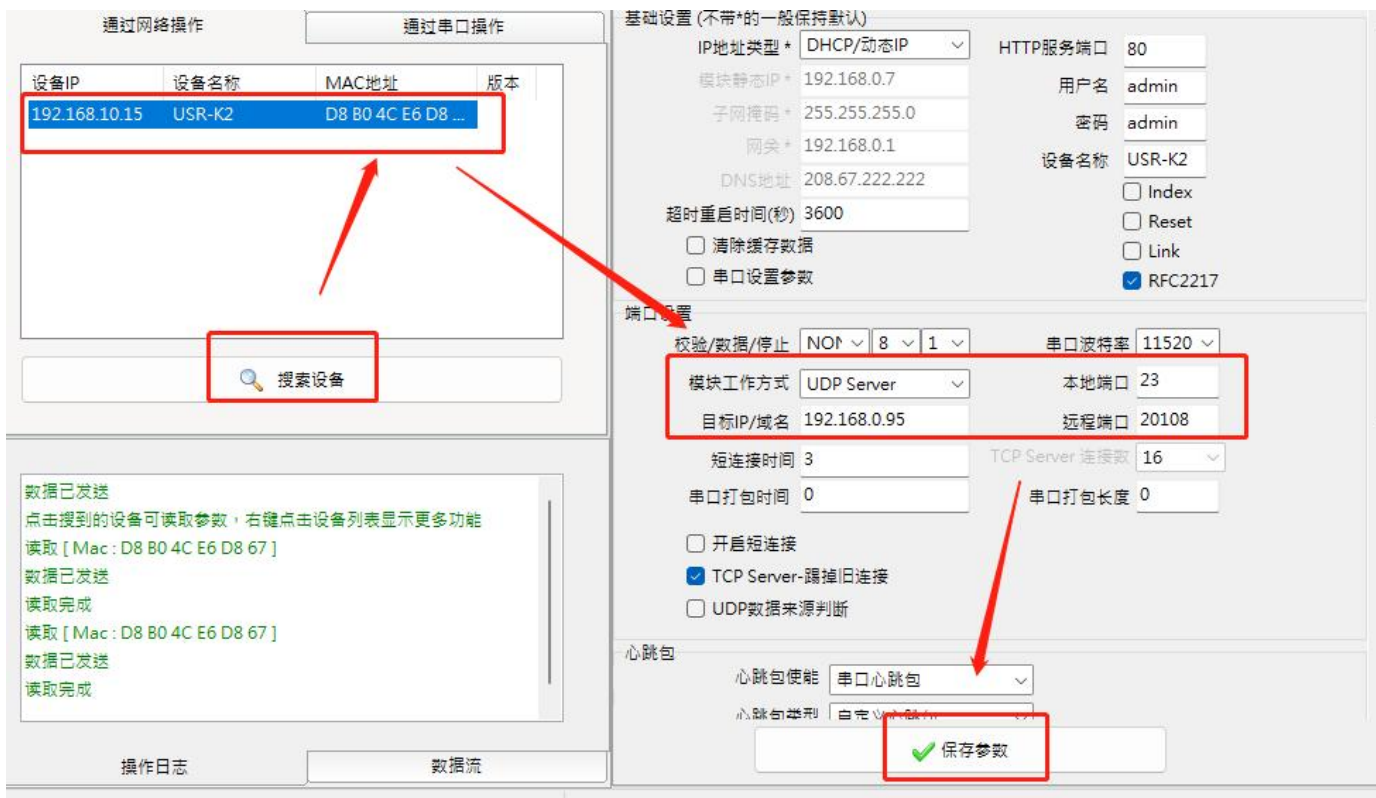 通过网络操作
通过串口操作
设备IP 设备名称 MAC地址 版本
192.168.10.15 USR-K2 D8 B0 4C E6 D8 ...
搜索设备
数据已发送
点击搜到的设备可读取参数，右键点击设备列表显示更多功能
读取 [ Mac : D8 B0 4C E6 D8 67 ]
数据已发送
读取完成
读取 [ Mac : D8 B0 4C E6 D8 67 ]
数据已发送
读取完成
操作日志
数据流
基础设置 (不带*的一般保持默认)
IP地址类型 * DHCP/动态IP HTTP服务端口 80
模块静态IP * 192.168.0.7 用户名 admin
子网掩码 * 255.255.255.0 密码 admin
网关 * 192.168.0.1 设备名称 USR-K2
DNS地址 208.67.222.222 Index
超时重启时间(秒) 3600 Reset
清除缓存数据 Link
串口设置参数 RFC2217
端口设置
校验/数据/停止 8 1 串口波特率 11520
模块工作方式 UDP Server 本地端口 23
目标IP/域名 192.168.0.95 远程端口 20108
短连接时间 3 TCP Server 连接数 16
串口打包时间 0 串口打包长度 0
开启短连接
TCP Server-踢掉旧连接
UDP数据来源判断
心跳包
心跳包使能 串口心跳包
心跳包类型 自定义心跳包
保存参数